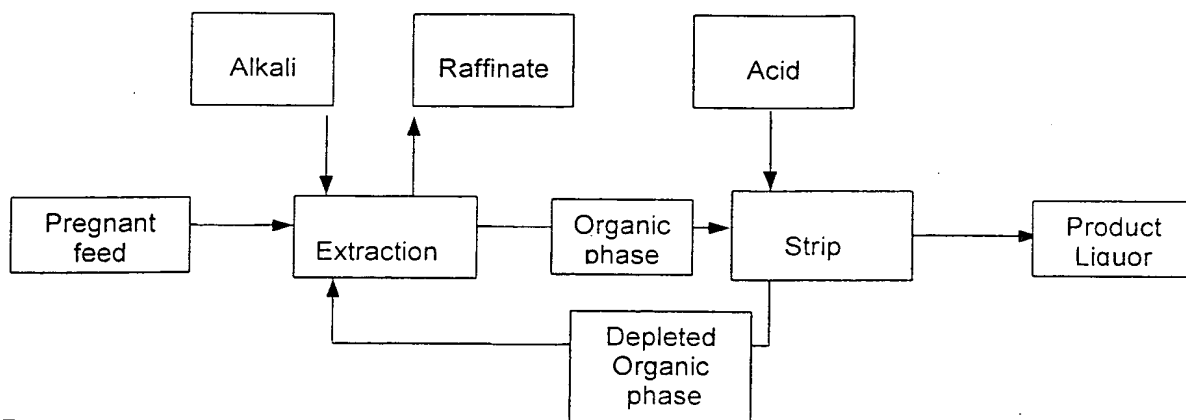 Alkali
Raffinate
Acid
Pregnant
feed
Extraction
Organic
phase
Strip
Product
Liquor
Depleted
Organic
phase